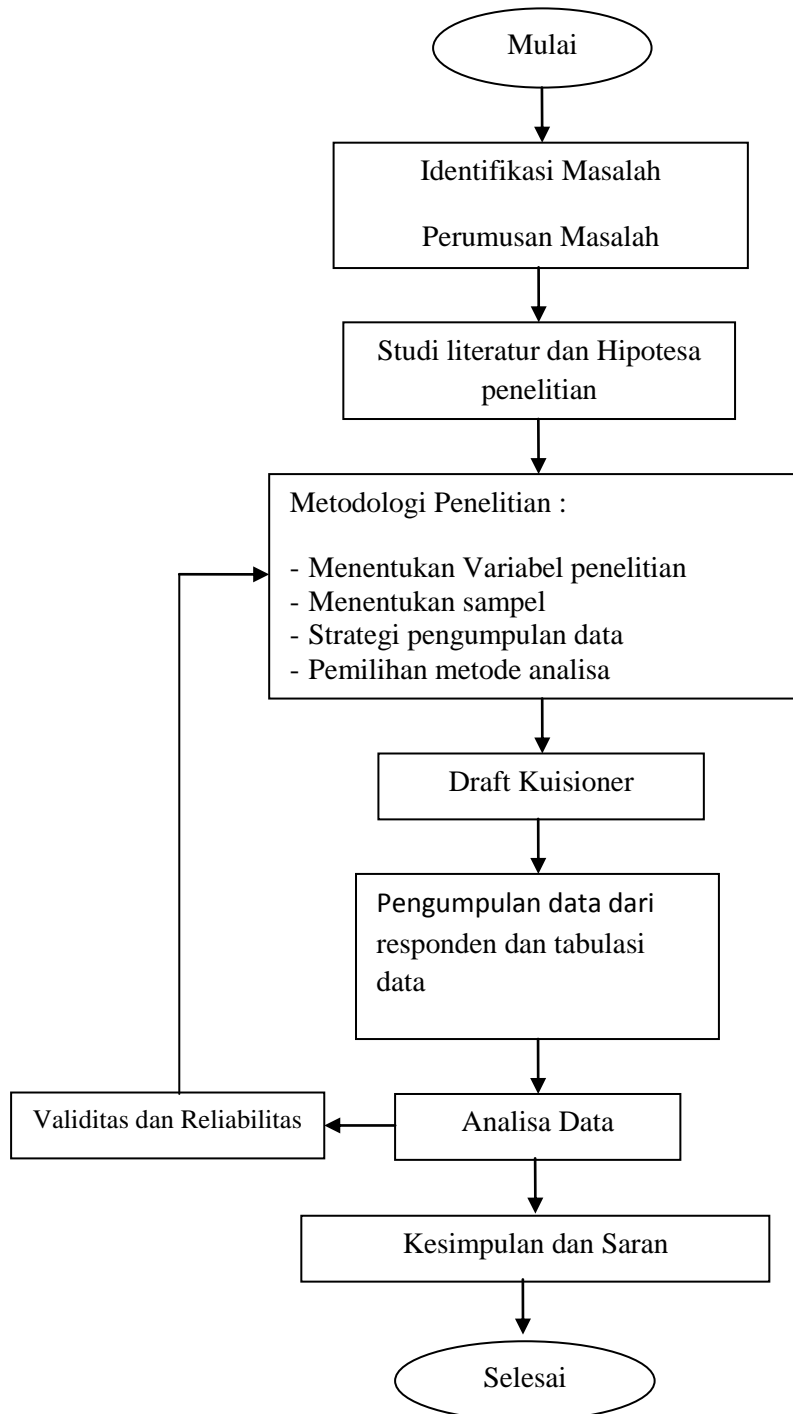 Mulai
Identifikasi Masalah
Perumusan Masalah
Studi literatur dan Hipotesa
penelitian
Metodologi Penelitian :
- Menentukan Variabel penelitian
- Menentukan sampel
- Strategi pengumpulan data
- Pemilihan metode analisa
Draft Kuisioner
Pengumpulan data dari
responden dan tabulasi
data
Validitas dan Reliabilitas
Analisa Data
Kesimpulan dan Saran
Selesai